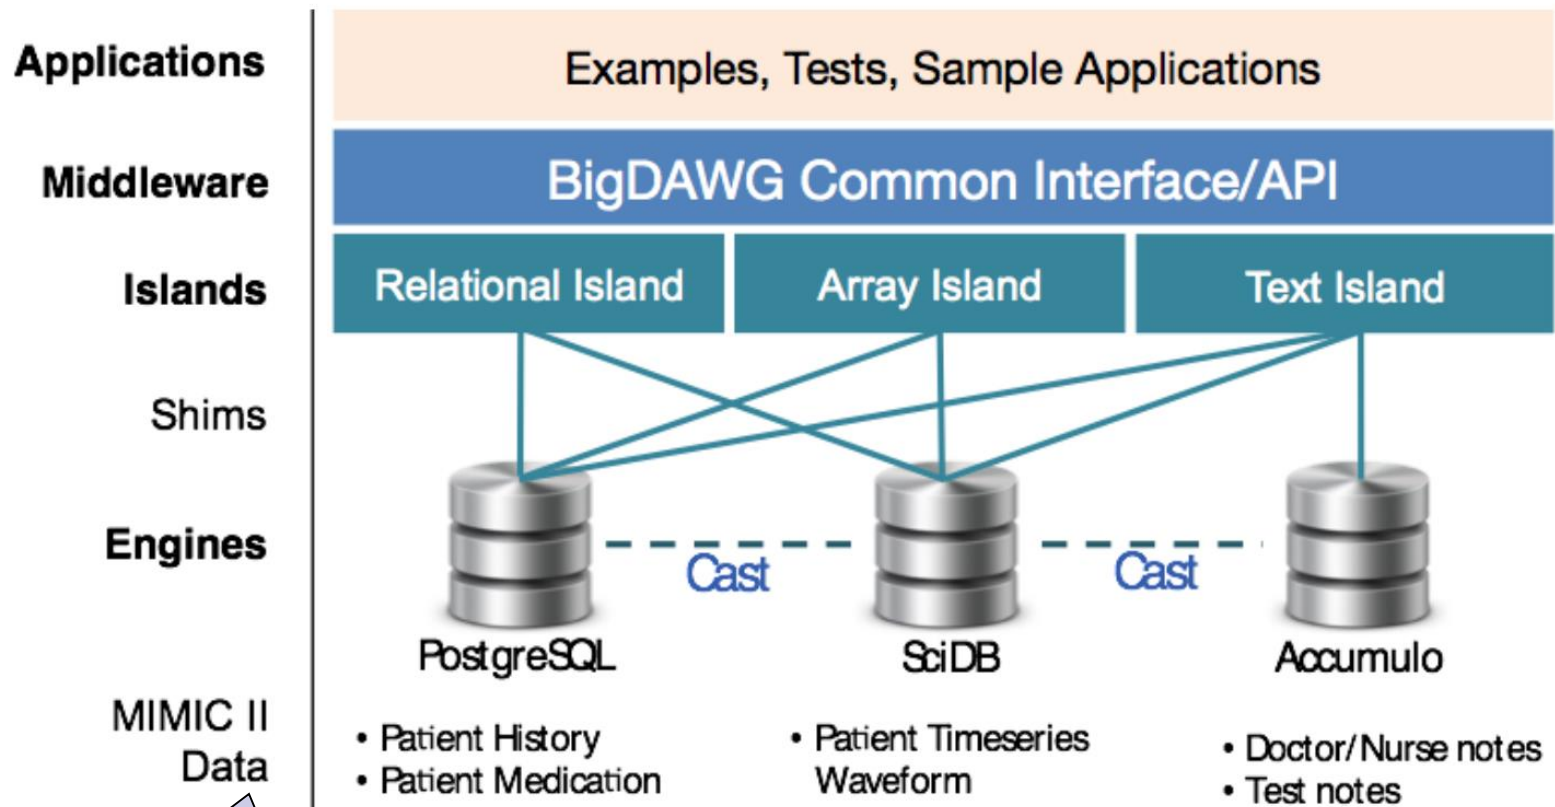 Applications
Examples, Tests, Sample Applications
Middleware
BigDAWG Common Interface/API
Islands
Relational Island
Array Island
Text Island
Shims
Engines
Cast
Cast
PostgreSQL
SciDB
Accumulo
MIMIC II
Data
• Patient History
• Patient Medication
• Patient Timeseries
Waveform
• Doctor/Nurse notes
• Test notes